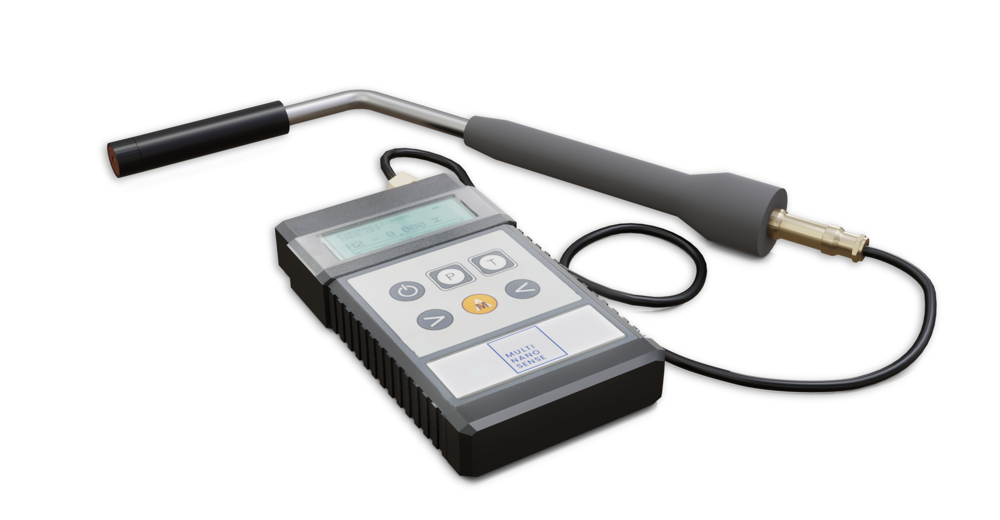 H2 = 0.000 %
P
T
M
MULTI
NANO
SENSE